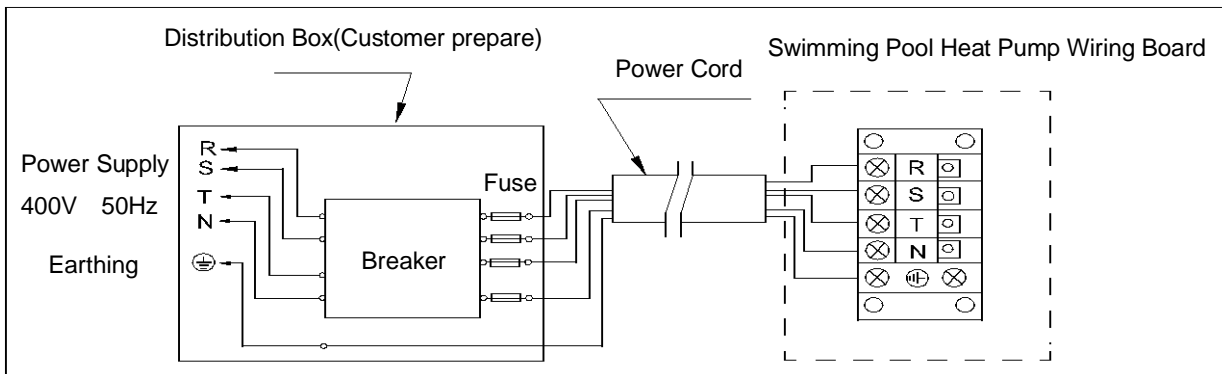 Distribution Box(Customer prepare)
Swimming Pool Heat Pump Wiring Board
Power Cord
Power Supply
400V 50Hz
Earthing
R
S
T
N
Fuse
Breaker
R
S
T
N